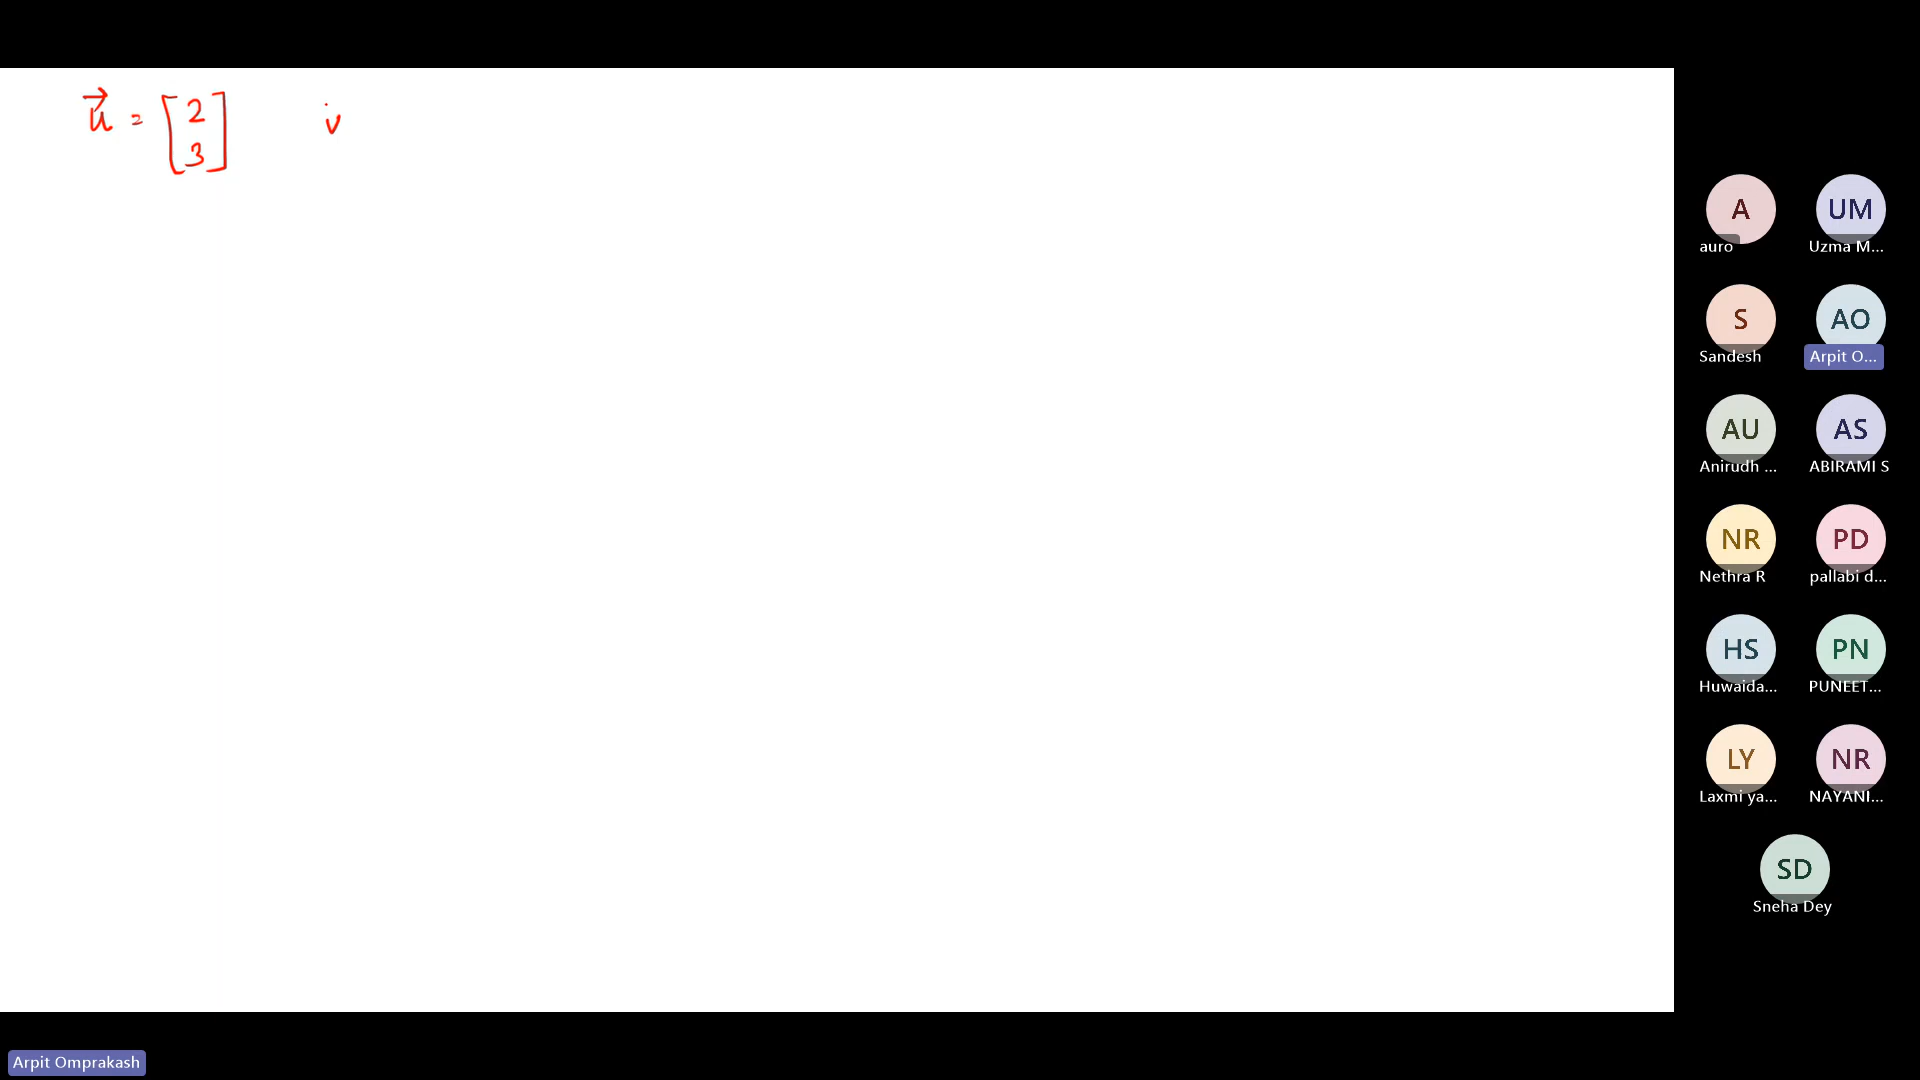 u⃗ = [2 3] v
A
auro
UM
Uzma M...
S
Sandesh
AO
Arpit O...
AU
Anirudh ...
AS
ABIRAMI S
NR
Nethra R
PD
pallabi d...
HS
Huwaida...
PN
PUNEET...
LY
Laxmi ya...
NR
NAYANI...
SD
Sneha Dey
Arpit Omprakash